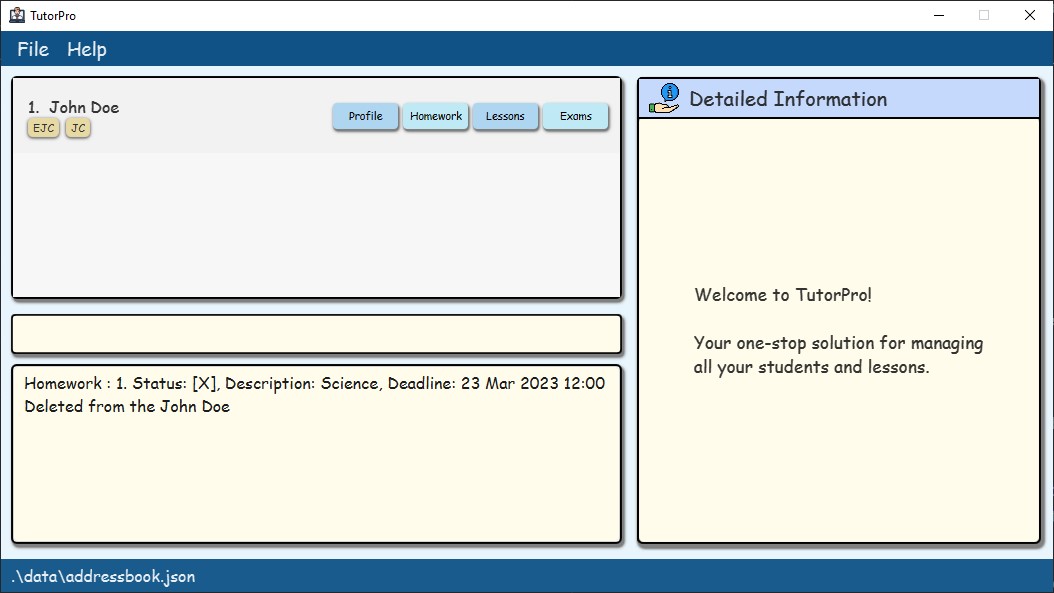 TutorPro
File Help
1. John Doe
EJC JC
Profile Homework Lessons Exams
Homework : 1. Status: [X], Description: Science, Deadline: 23 Mar 2023 12:00
Deleted from the John Doe
Detailed Information
Welcome to TutorPro!
Your one-stop solution for managing
all your students and lessons.
.\data\addressbook.json